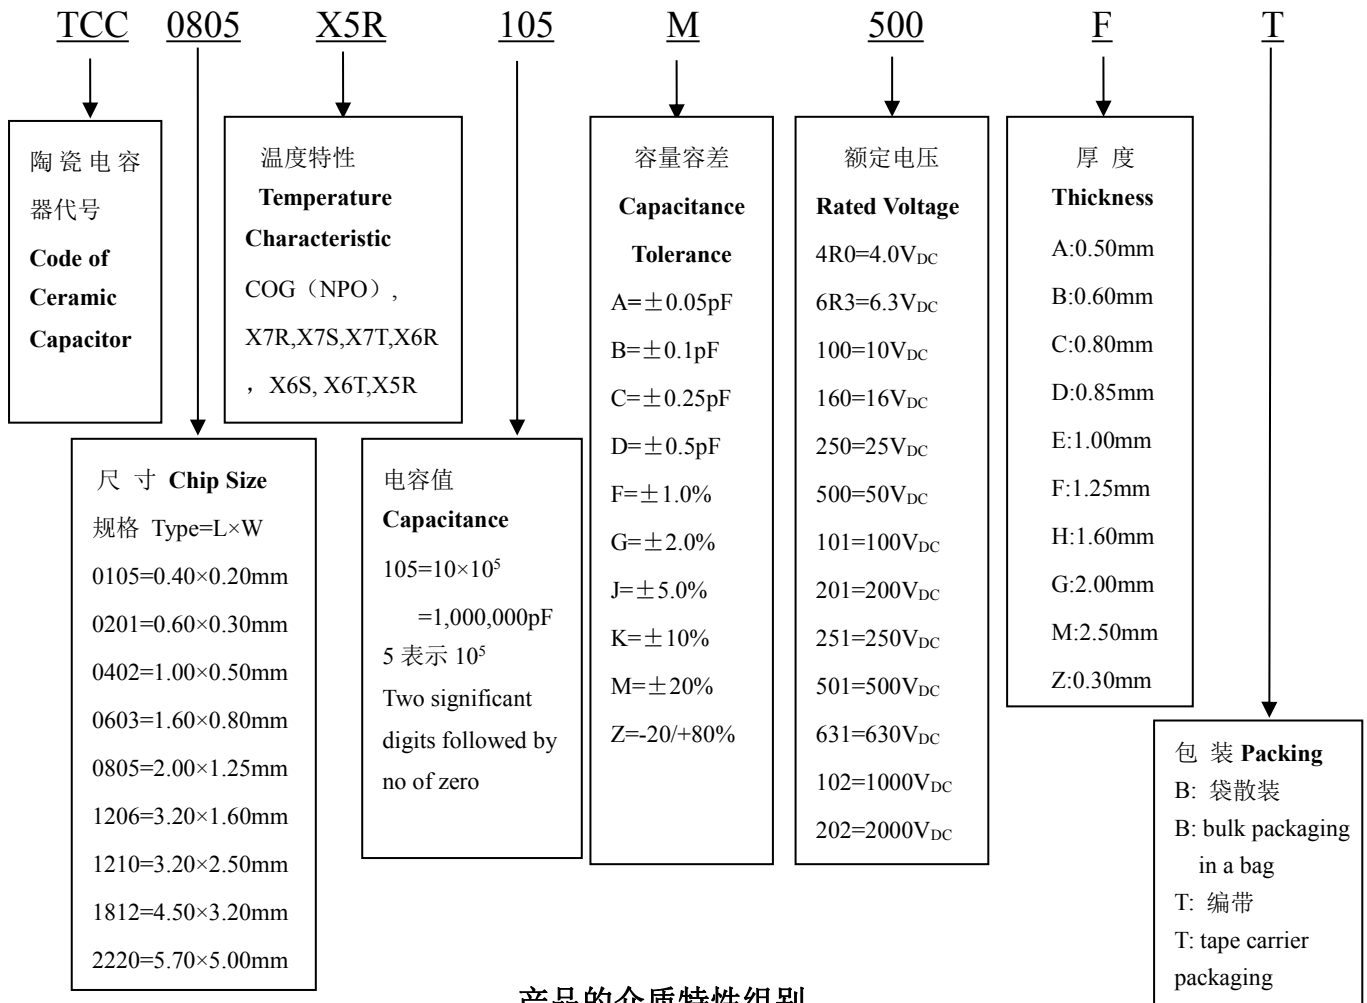 TCC 0805 X5R 105 M 500 F T
陶瓷电容
器代号
Code of
Ceramic
Capacitor
温度特性
Temperature
Characteristic
COG（NPO）,
X7R,X7S,X7T,X6R
，X6S, X6T,X5R
容量容差
Capacitance
Tolerance
A=±0.05pF
B=±0.1pF
C=±0.25pF
D=±0.5pF
F=±1.0%
G=±2.0%
J=±5.0%
K=±10%
M=±20%
Z=-20/+80%
额定电压
Rated Voltage
4R0=4.0VDC
6R3=6.3VDC
100=10VDC
160=16VDC
250=25VDC
500=50VDC
101=100VDC
201=200VDC
251=250VDC
501=500VDC
631=630VDC
102=1000VDC
202=2000VDC
厚 度
Thickness
A:0.50mm
B:0.60mm
C:0.80mm
D:0.85mm
E:1.00mm
F:1.25mm
H:1.60mm
G:2.00mm
M:2.50mm
Z:0.30mm
尺 寸 Chip Size
规格 Type=L×W
0105=0.40×0.20mm
0201=0.60×0.30mm
0402=1.00×0.50mm
0603=1.60×0.80mm
0805=2.00×1.25mm
1206=3.20×1.60mm
1210=3.20×2.50mm
1812=4.50×3.20mm
2220=5.70×5.00mm
电容值
Capacitance
105=10×10⁵
=1,000,000pF
5 表示 10⁵
Two significant
digits followed by
no of zero
包 装 Packing
B: 袋散装
B: bulk packaging
in a bag
T: 编带
T: tape carrier
packaging
产品的介质特性组别